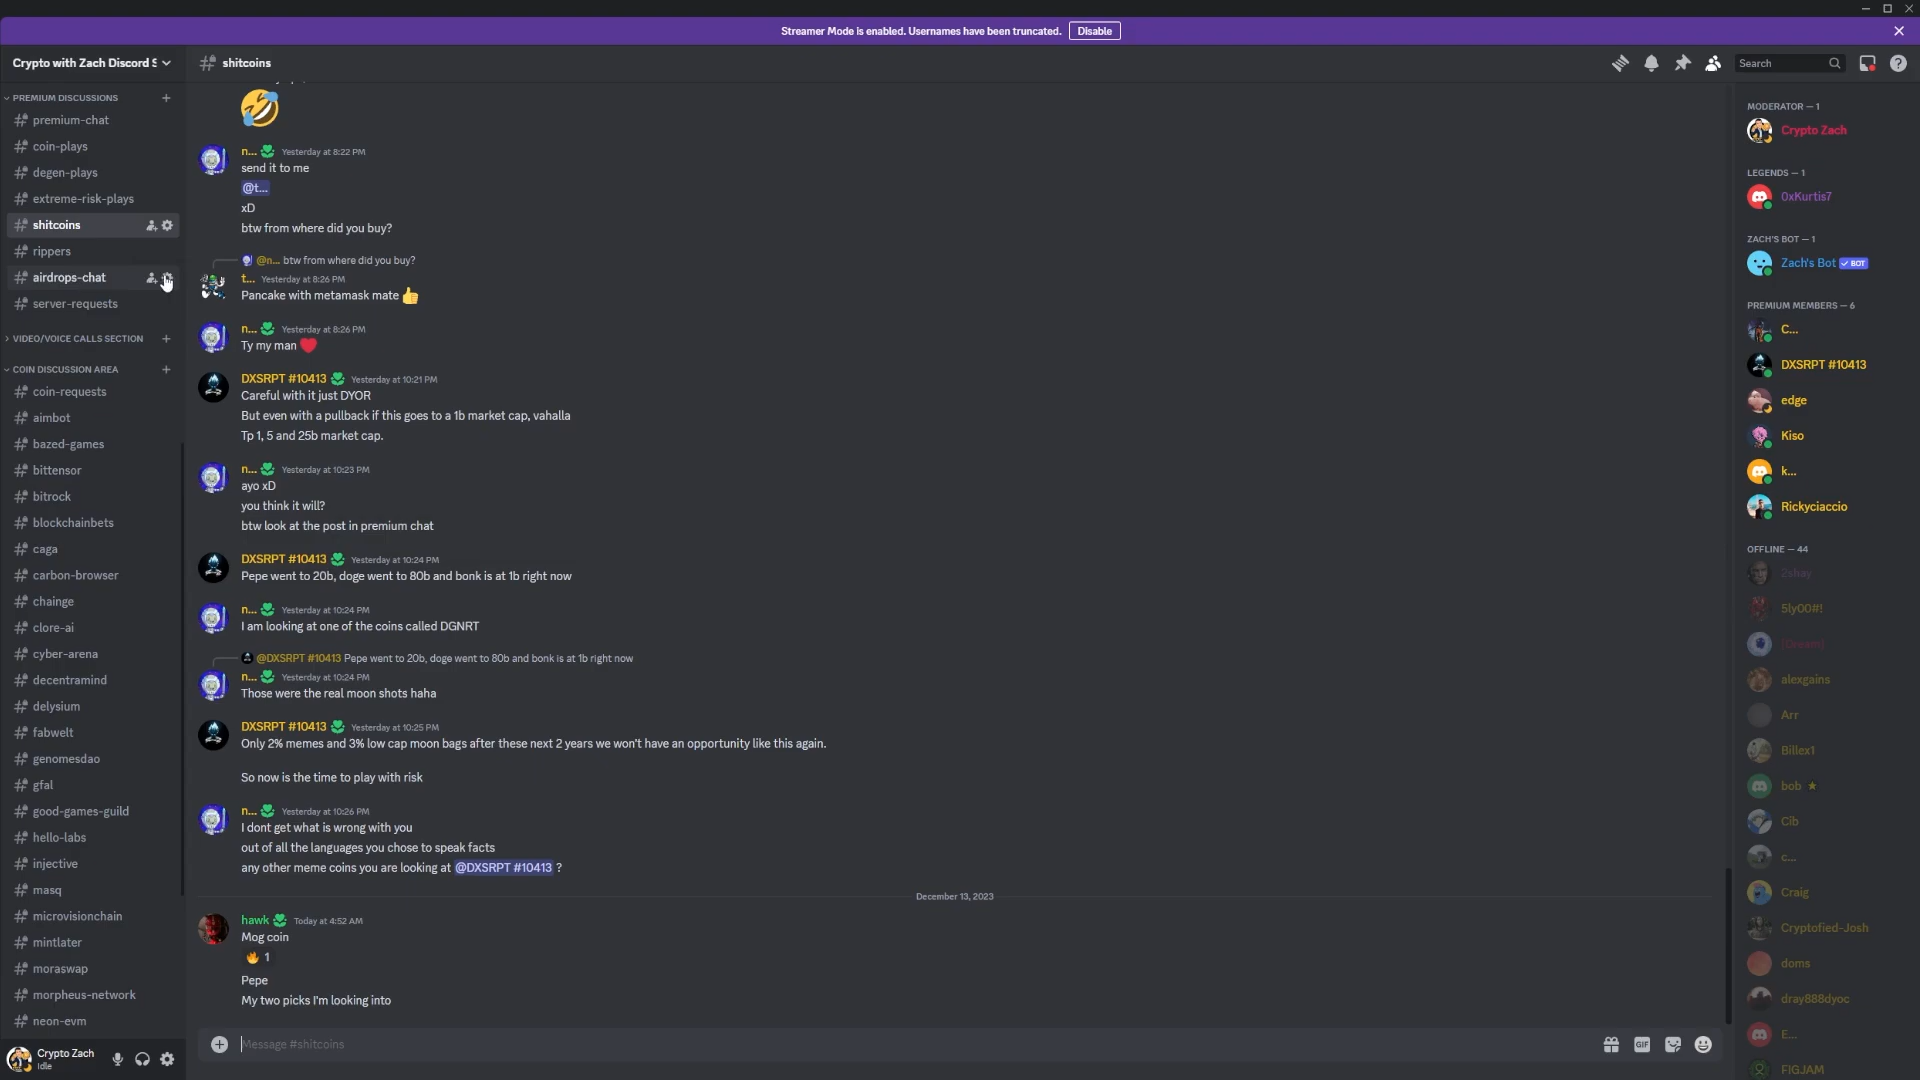 Streamer Mode is enabled. Usernames have been truncated. Disable
Crypto with Zach Discord S
shitcoins
Search
PREMIUM DISCUSSIONS
premium-chat
coin-plays
degen-plays
extreme-risk-plays
shitcoins
rippers
airdrops-chat
server-requests
VIDEO/VOICE CALLS SECTION
COIN DISCUSSION AREA
coin-requests
aimbot
bazed-games
bittensor
bitrock
blockchainbets
caga
carbon-browser
chainge
clore-ai
cyber-arena
decentramind
delysium
fabwelt
genomesdao
gfal
good-games-guild
hello-labs
injective
masq
microvisionchain
mintlater
moraswap
morpheus-network
neon-evm
Crypto Zach
Idle
n... Yesterday at 8:22 PM
send it to me
@t...
xD
btw from where did you buy?
@n... btw from where did you buy?
t... Yesterday at 8:26 PM
Pancake with metamask mate
n... Yesterday at 8:26 PM
Ty my man
DXSRPT #10413 Yesterday at 10:21 PM
Careful with it just DYOR
But even with a pullback if this goes to a 1b market cap, vahalla
Tp 1, 5 and 25b market cap.
n... Yesterday at 10:23 PM
ayo xD
you think it will?
btw look at the post in premium chat
DXSRPT #10413 Yesterday at 10:24 PM
Pepe went to 20b, doge went to 80b and bonk is at 1b right now
n... Yesterday at 10:24 PM
I am looking at one of the coins called DGNRT
@DXSRPT #10413 Pepe went to 20b, doge went to 80b and bonk is at 1b right now
n... Yesterday at 10:24 PM
Those were the real moon shots haha
DXSRPT #10413 Yesterday at 10:25 PM
Only 2% memes and 3% low cap moon bags after these next 2 years we won't have an opportunity like this again.
So now is the time to play with risk
n... Yesterday at 10:26 PM
I dont get what is wrong with you
out of all the languages you chose to speak facts
any other meme coins you are looking at @DXSRPT #10413 ?
December 13, 2023
hawk Today at 4:52 AM
Mog coin
1
Pepe
My two picks I'm looking into
Message #shitcoins
GIF
MODERATOR — 1
Crypto Zach
LEGENDS — 1
0xKurtis7
ZACH'S BOT — 1
Zach's Bot BOT
PREMIUM MEMBERS — 6
C...
DXSRPT #10413
edge
Kiso
k...
Rickyciaccio
OFFLINE — 44
2shay
5ly00#!
[Dream]
alexgains
Arr
Billex1
bob
Cib
c...
Craig
Cryptofied-Josh
doms
dray888dyoc
E...
FIGJAM